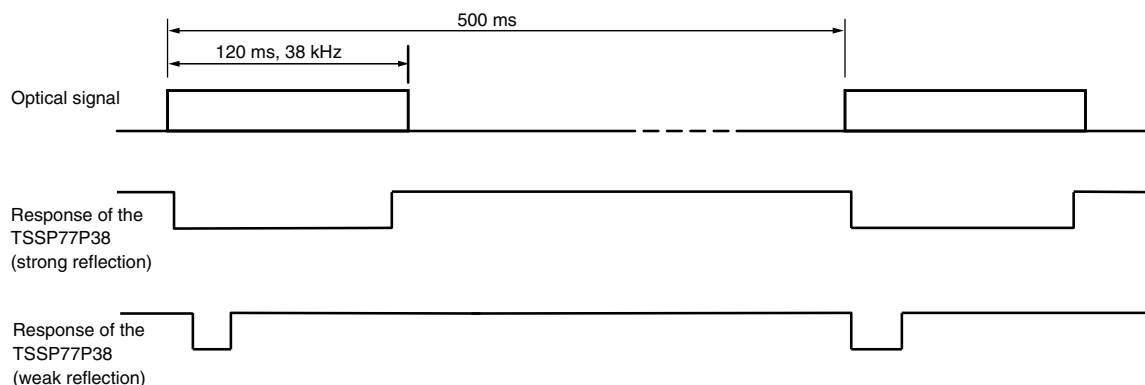 500 ms
120 ms, 38 kHz
Optical signal
Response of the
TSSP77P38
(strong reflection)
Response of the
TSSP77P38
(weak reflection)